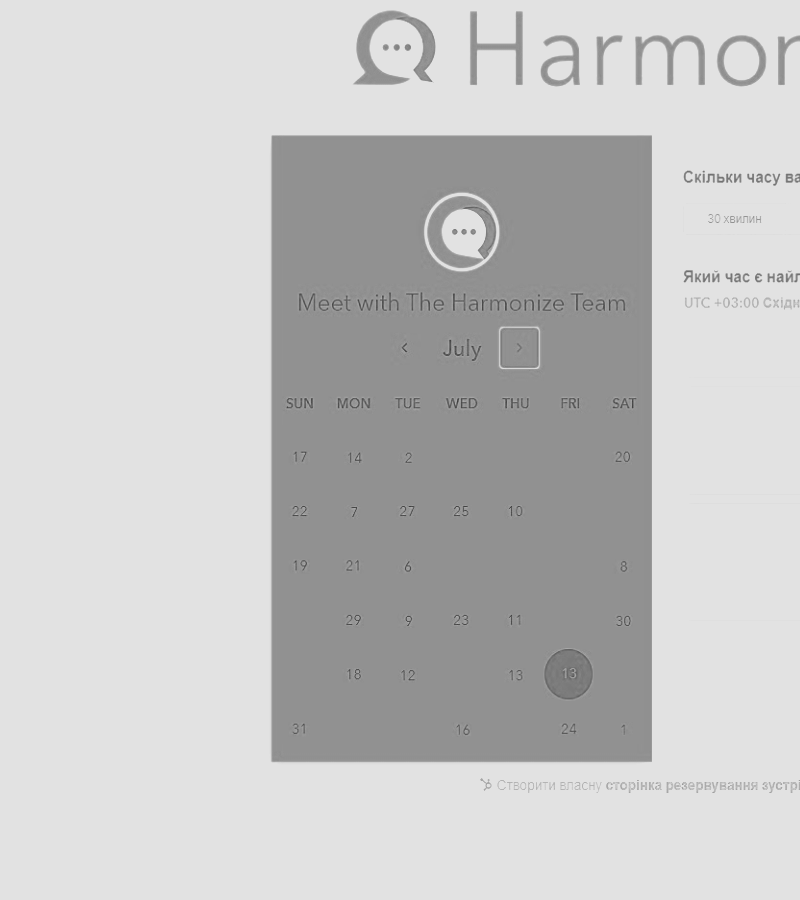 Harmon
Скільки часу ва
30 хвилин
Meet with The Harmonize Team
Який час є найл
UTC +03:00 Східн
July
SUN MON TUE WED THU FRI SAT
17 14 2 20
22 7 27 25 10
19 21 6 8
29 9 23 11 30
18 12 13 13
31 16 24 1
Створити власну сторінка резервування зустрі